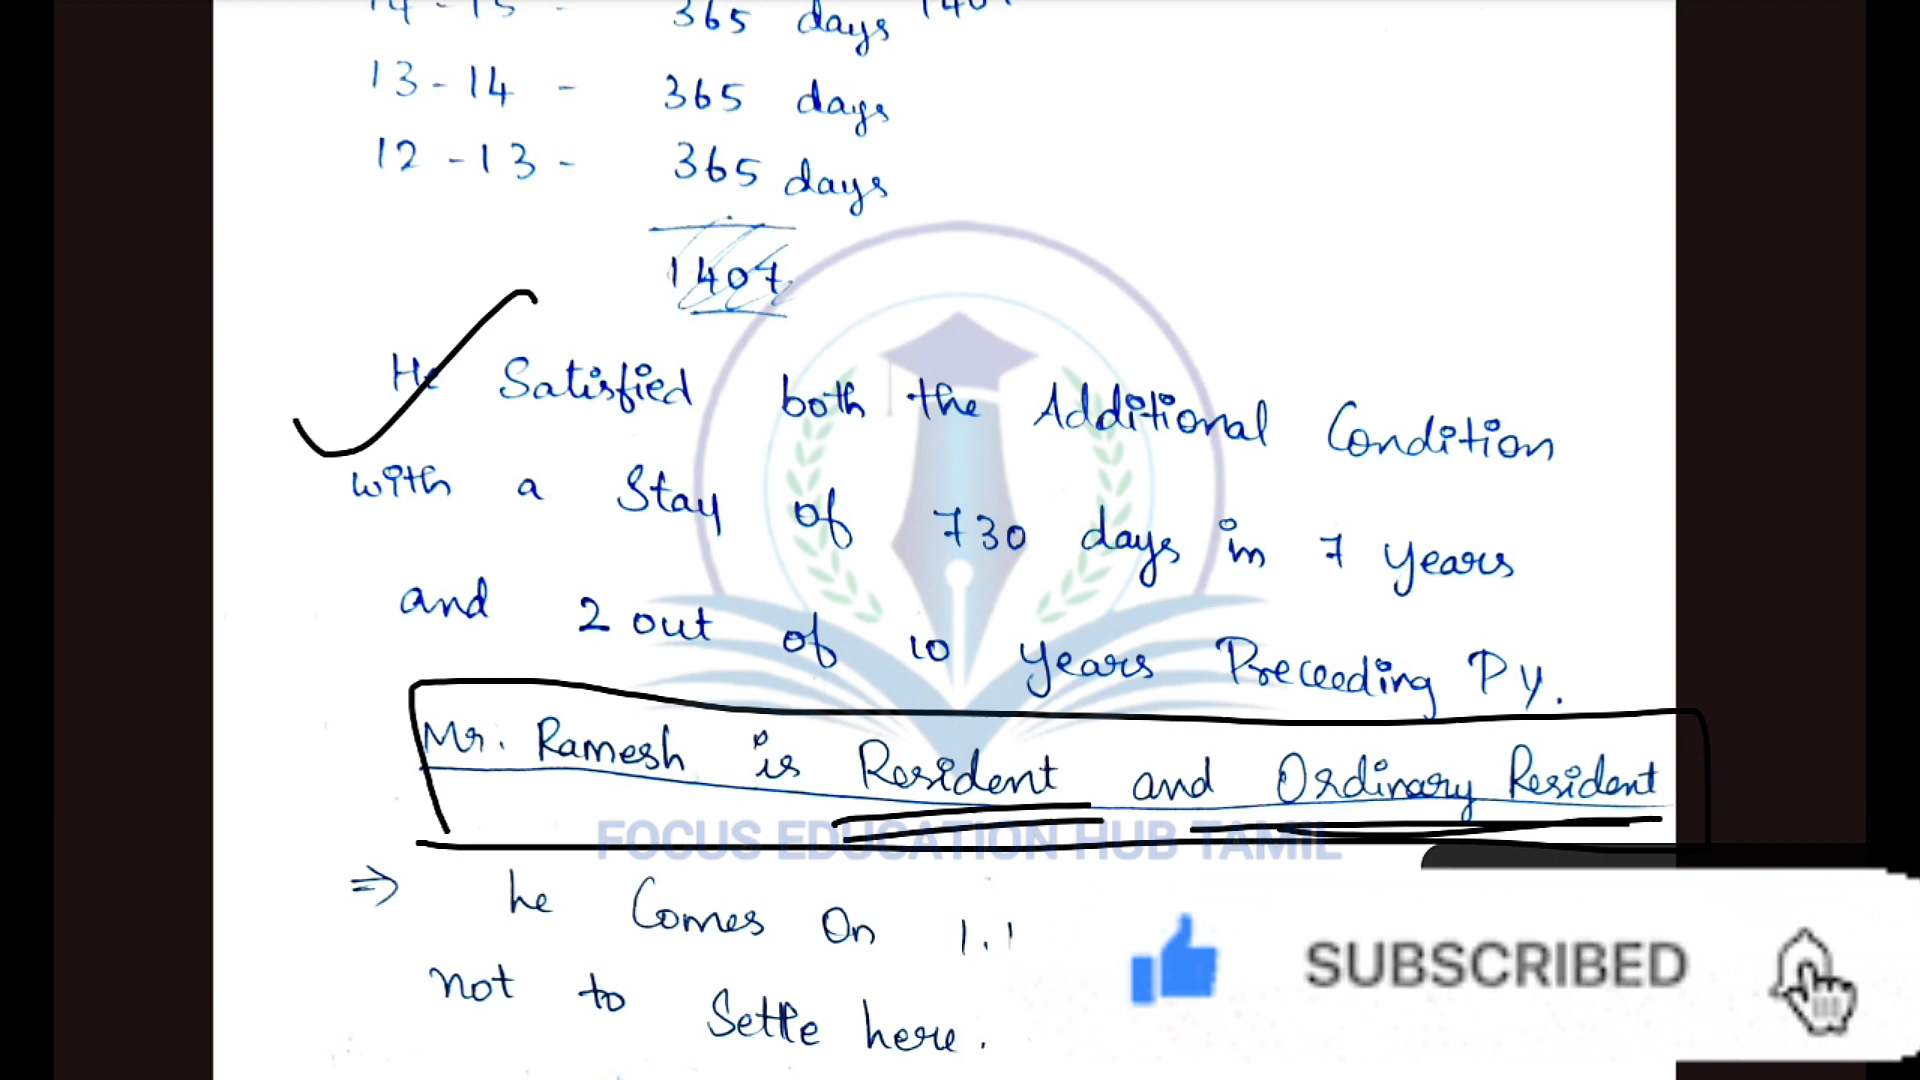 14-15 - 365 days
13-14 - 365 days
12-13- 365 days
1407
He Satisfied both the Additional Condition
with a Stay of 730 days in 7 years
and 2 out of 10 years Preceeding PY.
Mr. Ramesh is Resident and Ordinary Resident
FOCUS EDUCATION HUB TAMIL
⇒ he Comes On 1.1
not to Settle here.
SUBSCRIBED